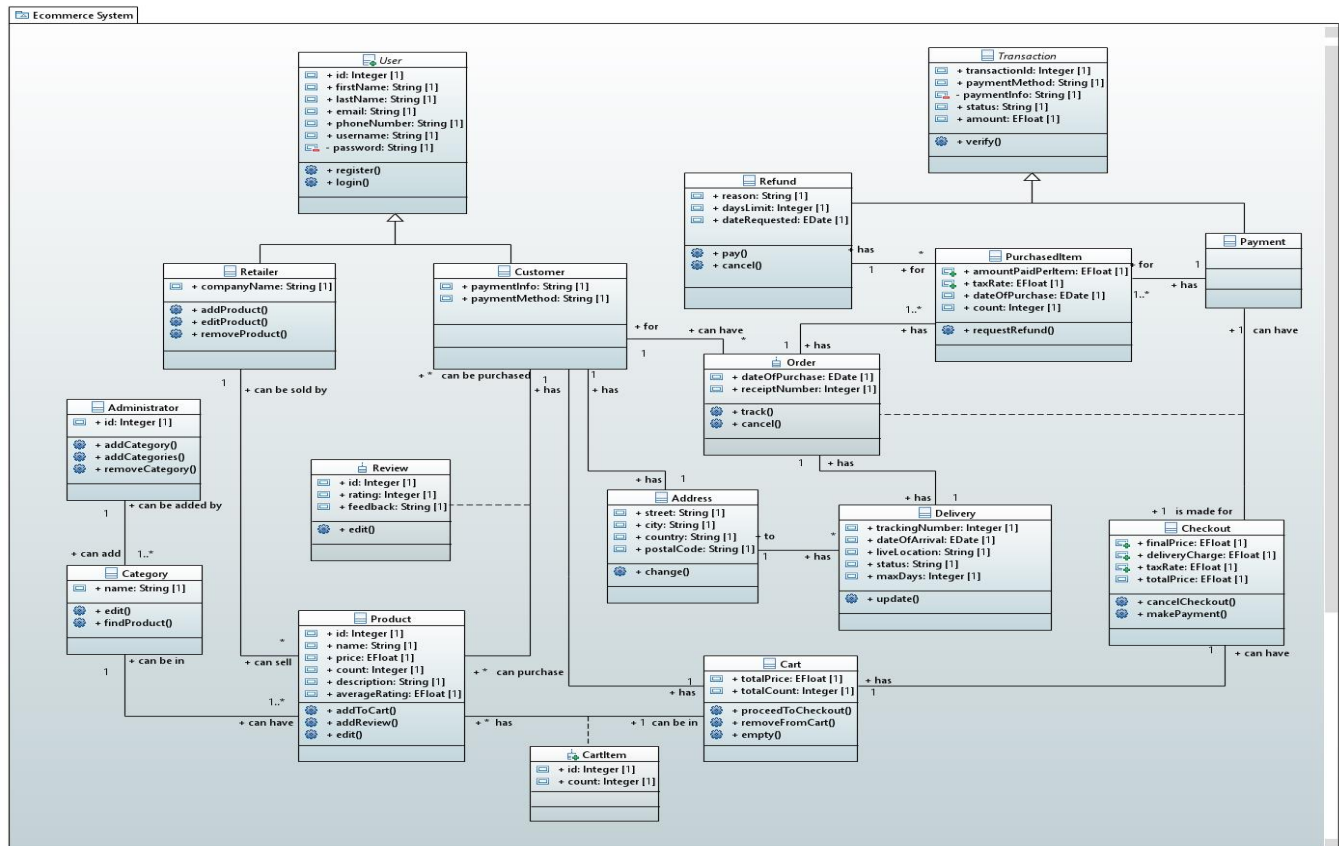 Ecommerce System
User
+ id: Integer [1]
+ firstName: String [1]
+ lastName: String [1]
+ email: String [1]
+ phoneNumber: String [1]
+ username: String [1]
- password: String [1]
+ register()
+ login()
Transaction
+ transactionId: Integer [1]
+ paymentMethod: String [1]
- paymentInfo: String [1]
+ status: String [1]
+ amount: EFloat [1]
+ verify()
Refund
+ reason: String [1]
+ daysLimit: Integer [1]
+ dateRequested: EDate [1]
+ pay()
+ cancel()
+ has
*
1
+ for
PurchasedItem
+ amountPaidPerItem: EFloat [1]
+ taxRate: EFloat [1]
+ dateOfPurchase: EDate [1]
+ count: Integer [1]
+ requestRefund()
+ for
1
1..*
+ has
Payment
Retailer
+ companyName: String [1]
+ addProduct()
+ editProduct()
+ removeProduct()
Customer
+ paymentInfo: String [1]
+ paymentMethod: String [1]
+ for
+ can have
1
*
1..*
+ has
1
+ has
+ 1 can have
Order
+ dateOfPurchase: EDate [1]
+ receiptNumber: Integer [1]
+ track()
+ cancel()
1
+ can be sold by
+ * can be purchased
1
+ has
1
+ has
Administrator
+ id: Integer [1]
+ addCategory()
+ addCategories()
+ removeCategory()
+ can be added by
1
+ can add
1..*
Review
+ id: Integer [1]
+ rating: Integer [1]
+ feedback: String [1]
+ edit()
1
+ has
1
+ has
+ has
1
Address
+ street: String [1]
+ city: String [1]
+ country: String [1]
+ postalCode: String [1]
+ change()
+ to
*
1
+ has
Delivery
+ trackingNumber: Integer [1]
+ dateOfArrival: EDate [1]
+ liveLocation: String [1]
+ status: String [1]
+ maxDays: Integer [1]
+ update()
+ 1 is made for
Checkout
+ finalPrice: EFloat [1]
+ deliveryCharge: EFloat [1]
+ taxRate: EFloat [1]
+ totalPrice: EFloat [1]
+ cancelCheckout()
+ makePayment()
1
+ can have
Category
+ name: String [1]
+ edit()
+ findProduct()
+ can be in
1
1..*
+ can have
*
+ can sell
Product
+ id: Integer [1]
+ name: String [1]
+ price: EFloat [1]
+ count: Integer [1]
+ description: String [1]
+ averageRating: EFloat [1]
+ addToCart()
+ addReview()
+ edit()
+ * can purchase
+ * has
+ 1 can be in
1
+ has
Cart
+ totalPrice: EFloat [1]
+ totalCount: Integer [1]
+ proceedToCheckout()
+ removeFromCart()
+ empty()
+ has
1
CartItem
+ id: Integer [1]
+ count: Integer [1]